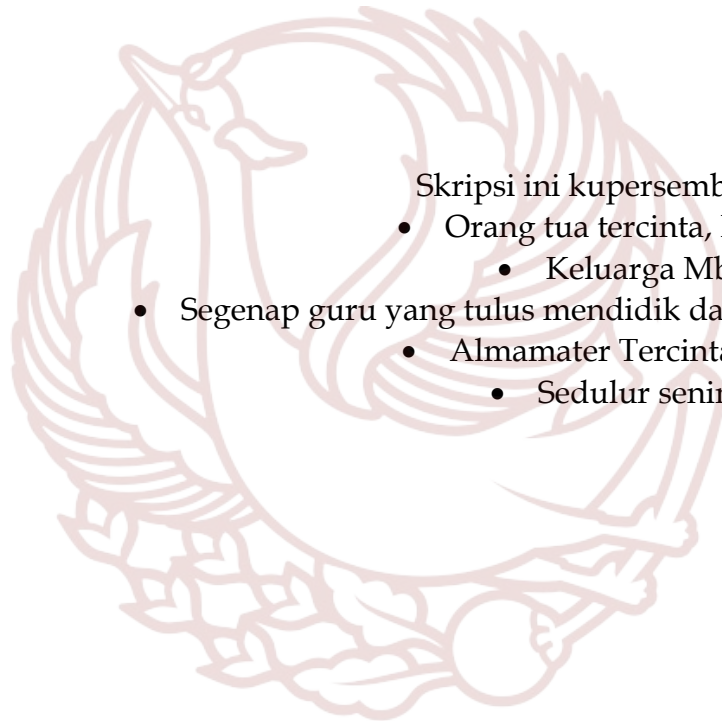 Skripsi ini kupersemb
• Orang tua tercinta,
• Keluarga Mb
• Segenap guru yang tulus mendidik da
• Almamater Tercinta
• Sedulur senin